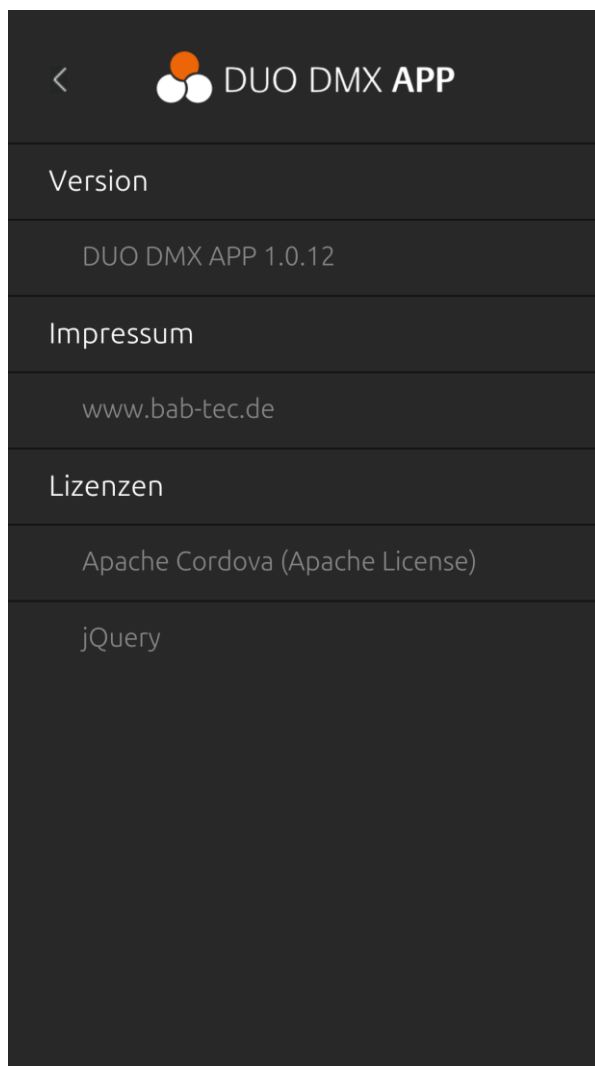 DUO DMX APP
Version
DUO DMX APP 1.0.12
Impressum
www.bab-tec.de
Lizenzen
Apache Cordova (Apache License)
jQuery